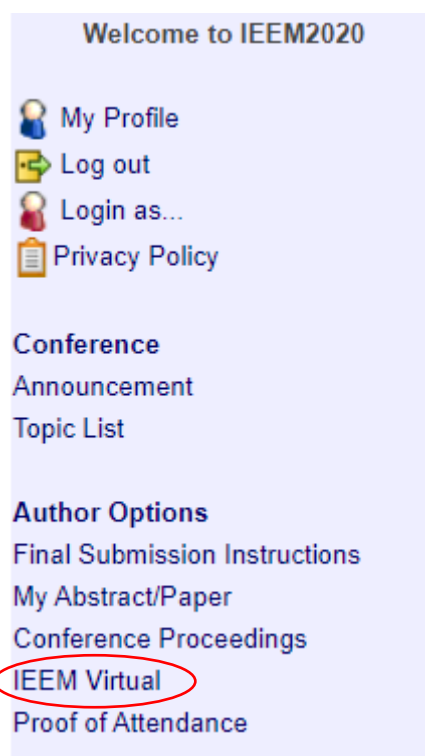 Welcome to IEEM2020
My Profile
Log out
Login as...
Privacy Policy
Conference
Announcement
Topic List
Author Options
Final Submission Instructions
My Abstract/Paper
Conference Proceedings
IEEM Virtual
Proof of Attendance